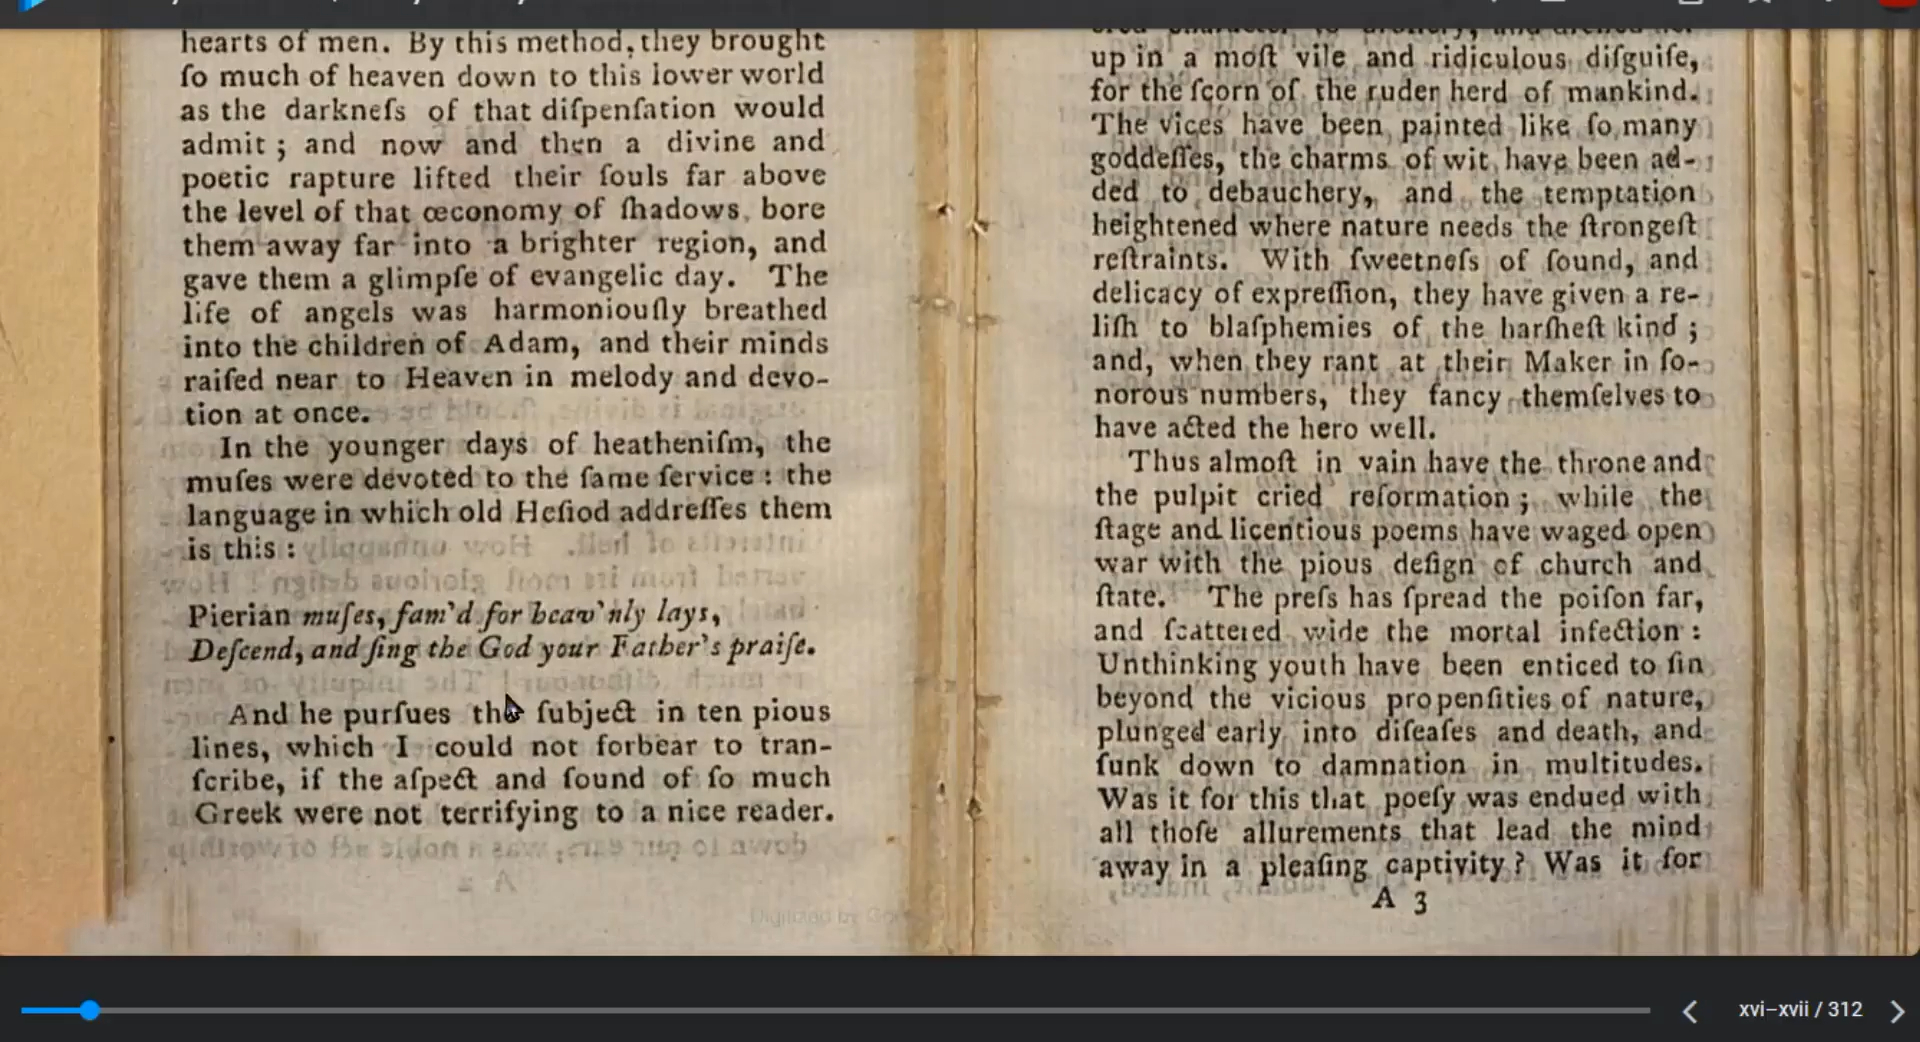 hearts of men. By this method, they brought
ſo much of heaven down to this lower world
as the darkneſs of that diſpenſation would
admit ; and now and then a divine and
poetic rapture lifted their ſouls far above
the level of that œconomy of ſhadows, bore
them away far into a brighter region, and
gave them a glimpſe of evangelic day. The
life of angels was harmoniouſly breathed
into the children of Adam, and their minds
raiſed near to Heaven in melody and devo-
tion at once.
In the younger days of heatheniſm, the
muſes were devoted to the ſame ſervice : the
language in which old Heſiod addreſſes them
is this :
Pierian muſes, fam'd for heav'nly lays,
Deſcend, and ſing the God your Father's praiſe.
And he purſues the ſubject in ten pious
lines, which I could not forbear to tran-
ſcribe, if the aſpect and ſound of ſo much
Greek were not terrifying to a nice reader.
Digitized by
up in a moſt vile and ridiculous diſguiſe,
for the ſcorn of the ruder herd of mankind.
The vices have been painted like ſo many
goddeſſes, the charms of wit have been ad-
ded to debauchery, and the temptation
heightened where nature needs the ſtrongeſt
reſtraints. With ſweetneſs of ſound, and
delicacy of expreſſion, they have given a re-
liſh to blaſphemies of the harſheſt kind ;
and, when they rant at their Maker in ſo-
norous numbers, they fancy themſelves to
have acted the hero well.
Thus almoſt in vain have the throne and
the pulpit cried reformation ; while the
ſtage and licentious poems have waged open
war with the pious deſign of church and
ſtate. The preſs has ſpread the poiſon far,
and ſcattered wide the mortal infection :
Unthinking youth have been enticed to ſin
beyond the vicious propenſities of nature,
plunged early into diſeaſes and death, and
ſunk down to damnation in multitudes.
Was it for this that poeſy was endued with
all thoſe allurements that lead the mind
away in a pleaſing captivity ? Was it for
A 3
xvi–xvii / 312